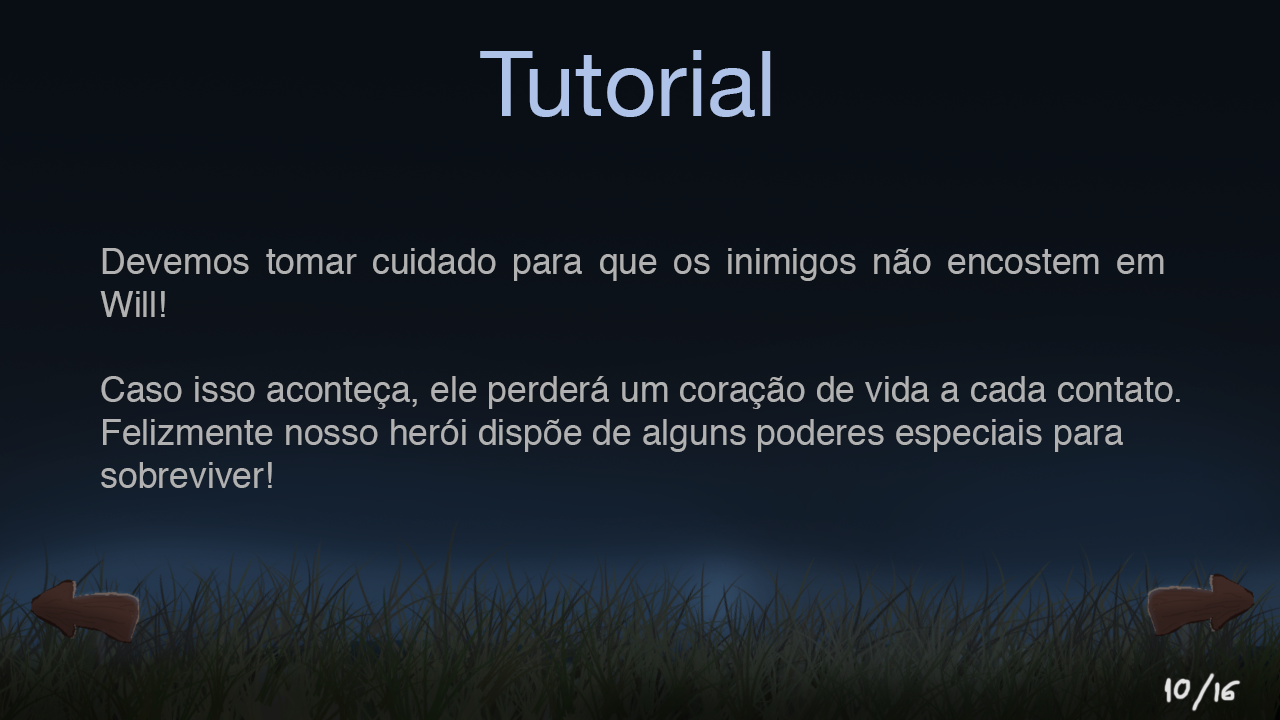 Tutorial
Devemos tomar cuidado para que os inimigos não encostem em
Will!
Caso isso aconteça, ele perderá um coração de vida a cada contato.
Felizmente nosso herói dispõe de alguns poderes especiais para
sobreviver!
10/16